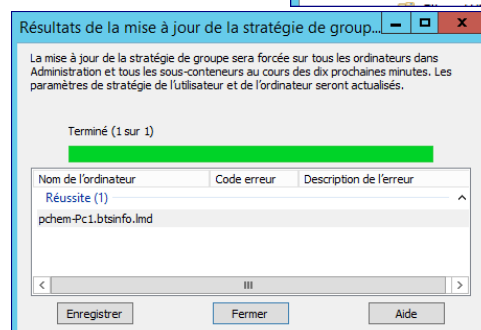 Résultats de la mise à jour de la stratégie de group...
La mise à jour de la stratégie de groupe sera forcée sur tous les ordinateurs dans
Administration et tous les sous-conteneurs au cours des dix prochaines minutes. Les
paramètres de stratégie de l'utilisateur et de l'ordinateur seront actualisés.
Terminé (1 sur 1)
Nom de l'ordinateur Code erreur Description de l'erreur
Réussite (1)
pchem-Pc1.btsinfo.lmd
Enregistrer Fermer Aide